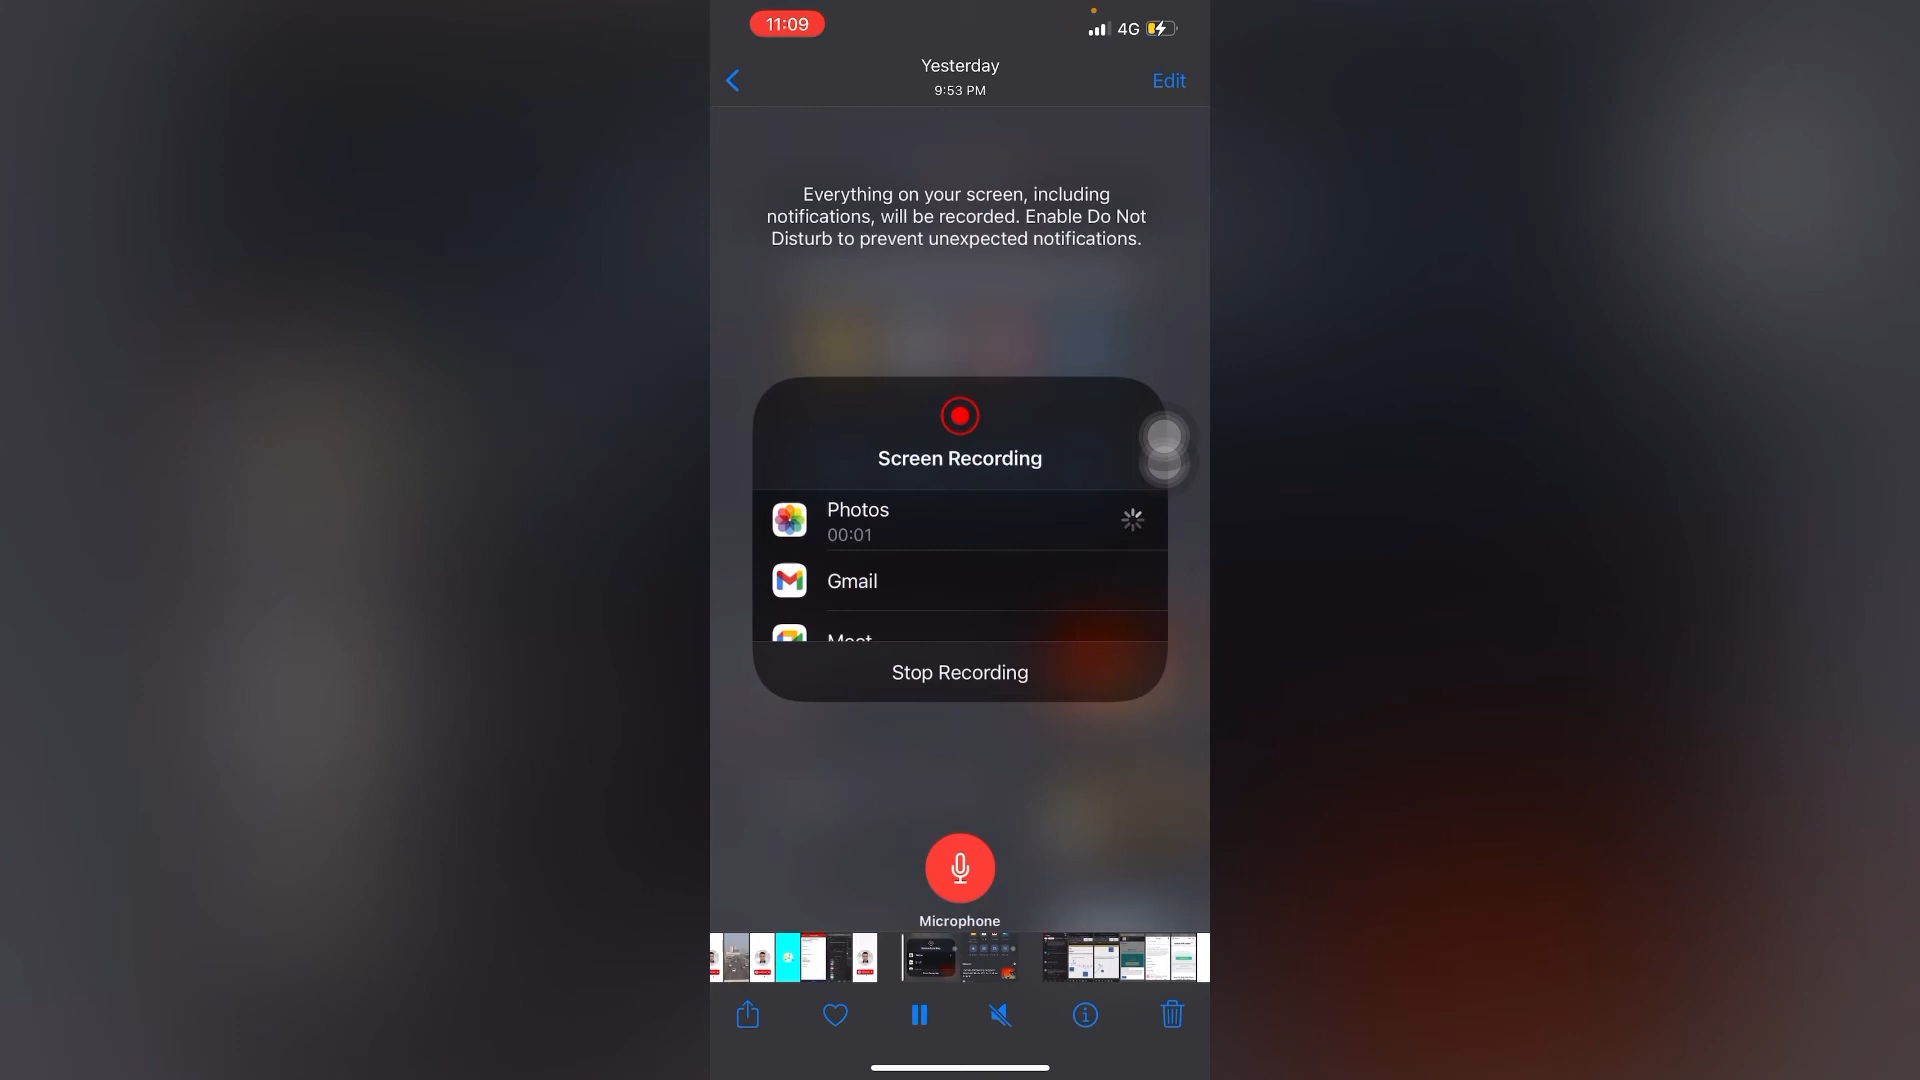 11:09
4G
Yesterday
9:53 PM
Edit
Everything on your screen, including
notifications, will be recorded. Enable Do Not
Disturb to prevent unexpected notifications.
Screen Recording
Photos
00:01
Gmail
Meet
Stop Recording
Microphone